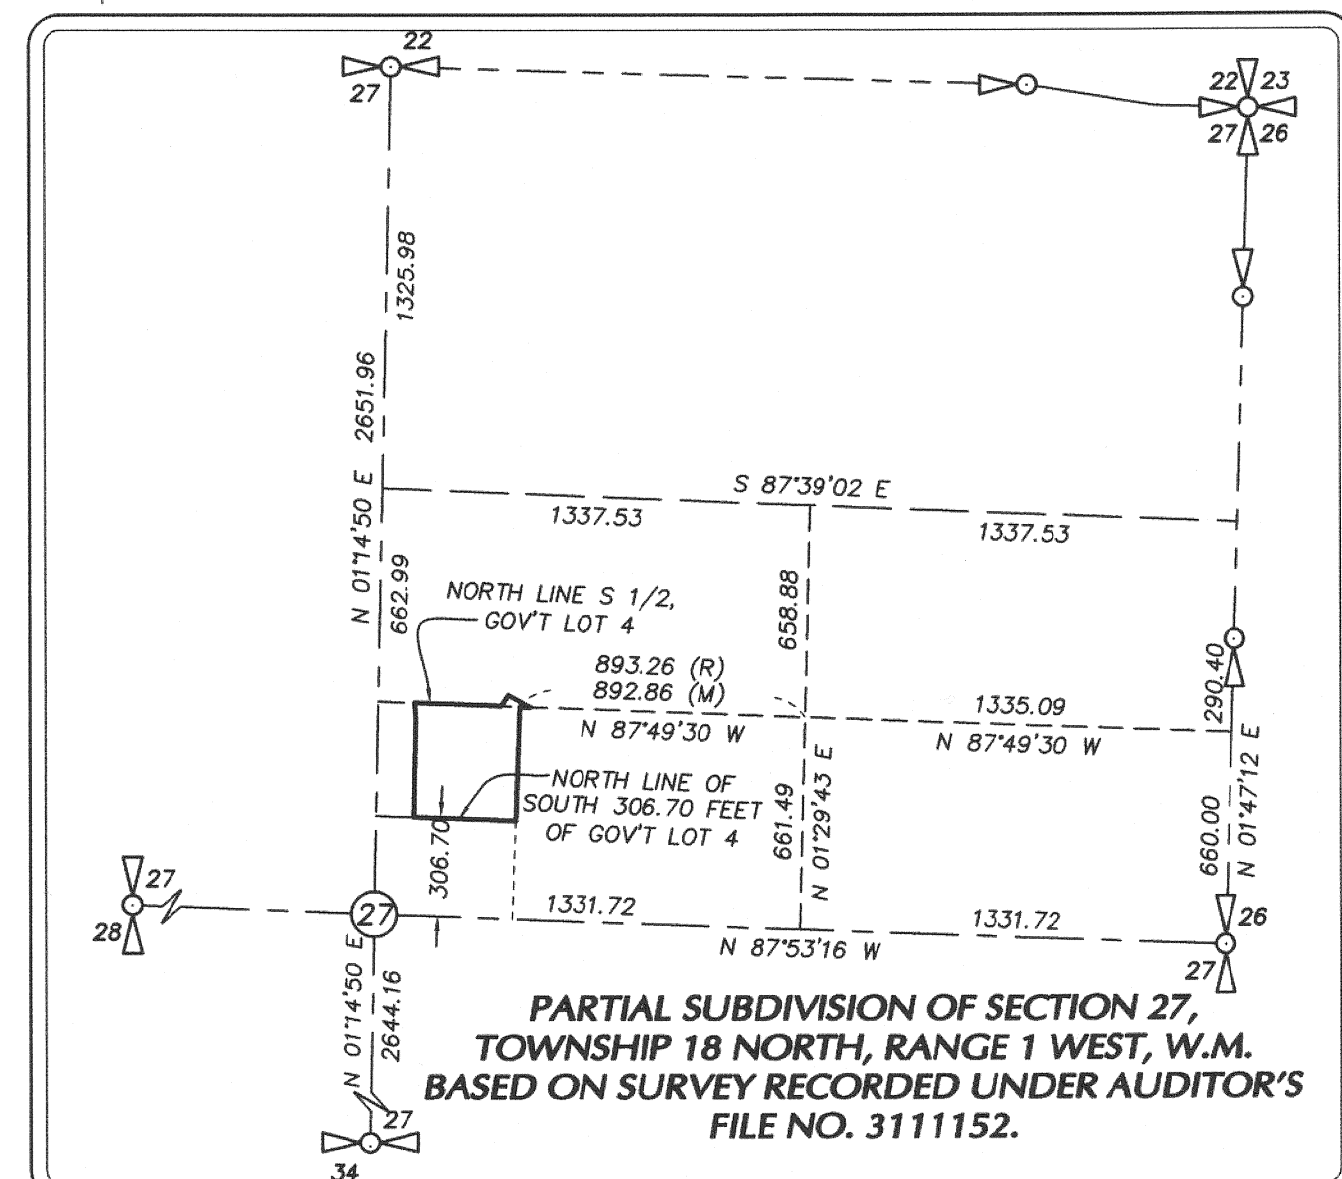 22
27
22 23
27 26
1325.98
N 01°14'50 E 2651.96
S 87°39'02 E
1337.53
1337.53
662.99
NORTH LINE S 1/2,
GOV'T LOT 4
658.88
893.26 (R)
892.86 (M)
N 87°49'30 W
1335.09
N 87°49'30 W
290.40
NORTH LINE OF
SOUTH 306.70 FEET
OF GOV'T LOT 4
306.70
661.49
N 01°29'43 E
660.00
N 01°47'12 E
27
28
27
1331.72
1331.72
N 87°53'16 W
26
27
N 01°14'50 E
2644.16
27
34
PARTIAL SUBDIVISION OF SECTION 27,
TOWNSHIP 18 NORTH, RANGE 1 WEST, W.M.
BASED ON SURVEY RECORDED UNDER AUDITOR'S
FILE NO. 3111152.